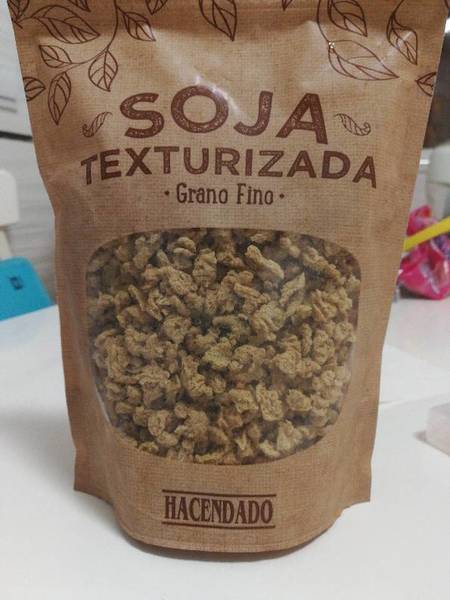 SOJA
TEXTURIZADA
· Grano Fino ·
HACENDADO